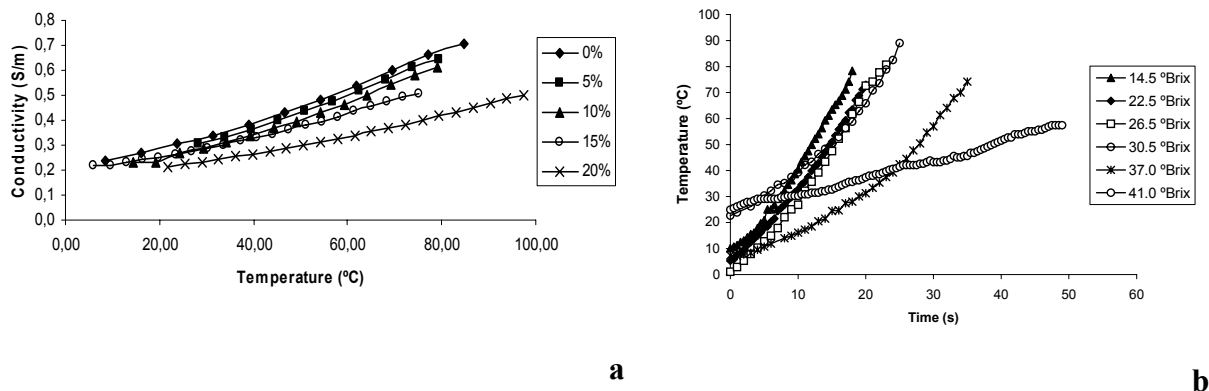 Conductivity (S/m)
0,8
0,7
0,6
0,5
0,4
0,3
0,2
0,1
0,0
0,00 20,00 40,00 60,00 80,00 100,00
Temperature (ºC)
0%
5%
10%
15%
20%
a
Temperature (ºC)
100
90
80
70
60
50
40
30
20
10
0
0 10 20 30 40 50 60
Time (s)
14.5 ºBrix
22.5 ºBrix
26.5 ºBrix
30.5 ºBrix
37.0 ºBrix
41.0 ºBrix
b